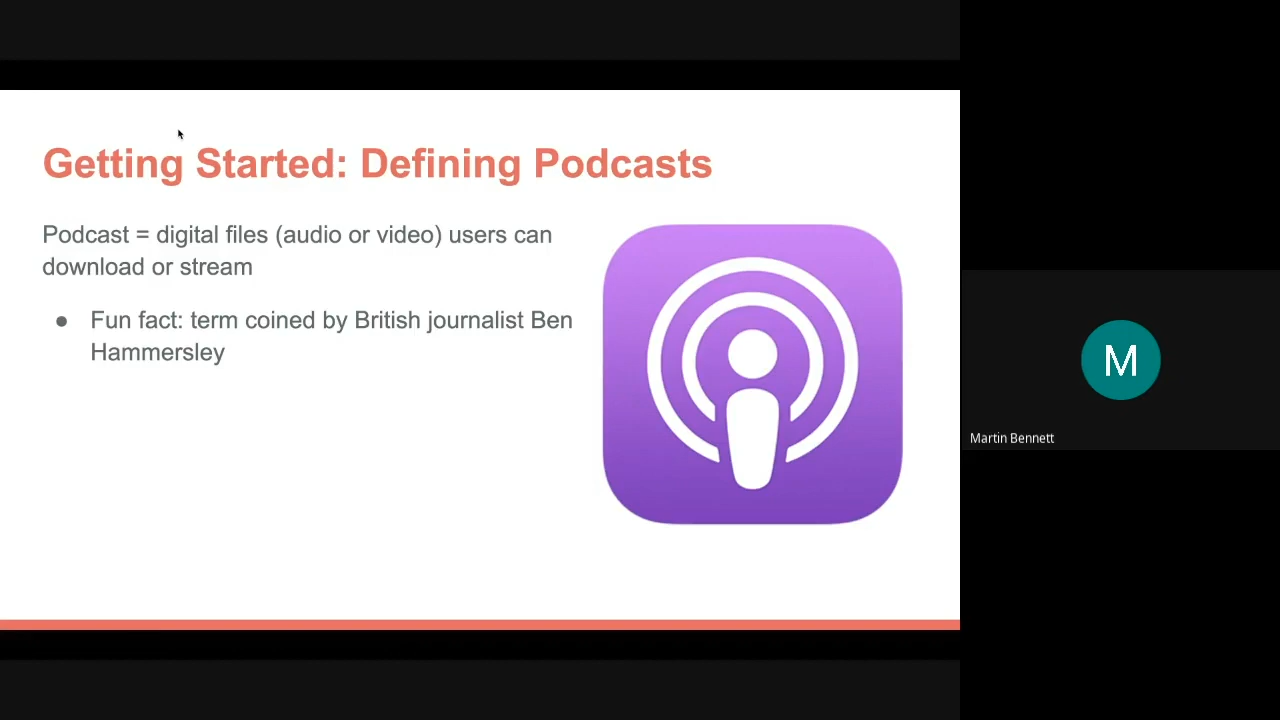 Getting Started: Defining Podcasts
Podcast = digital files (audio or video) users can
download or stream
● Fun fact: term coined by British journalist Ben
Hammersley
M
Martin Bennett